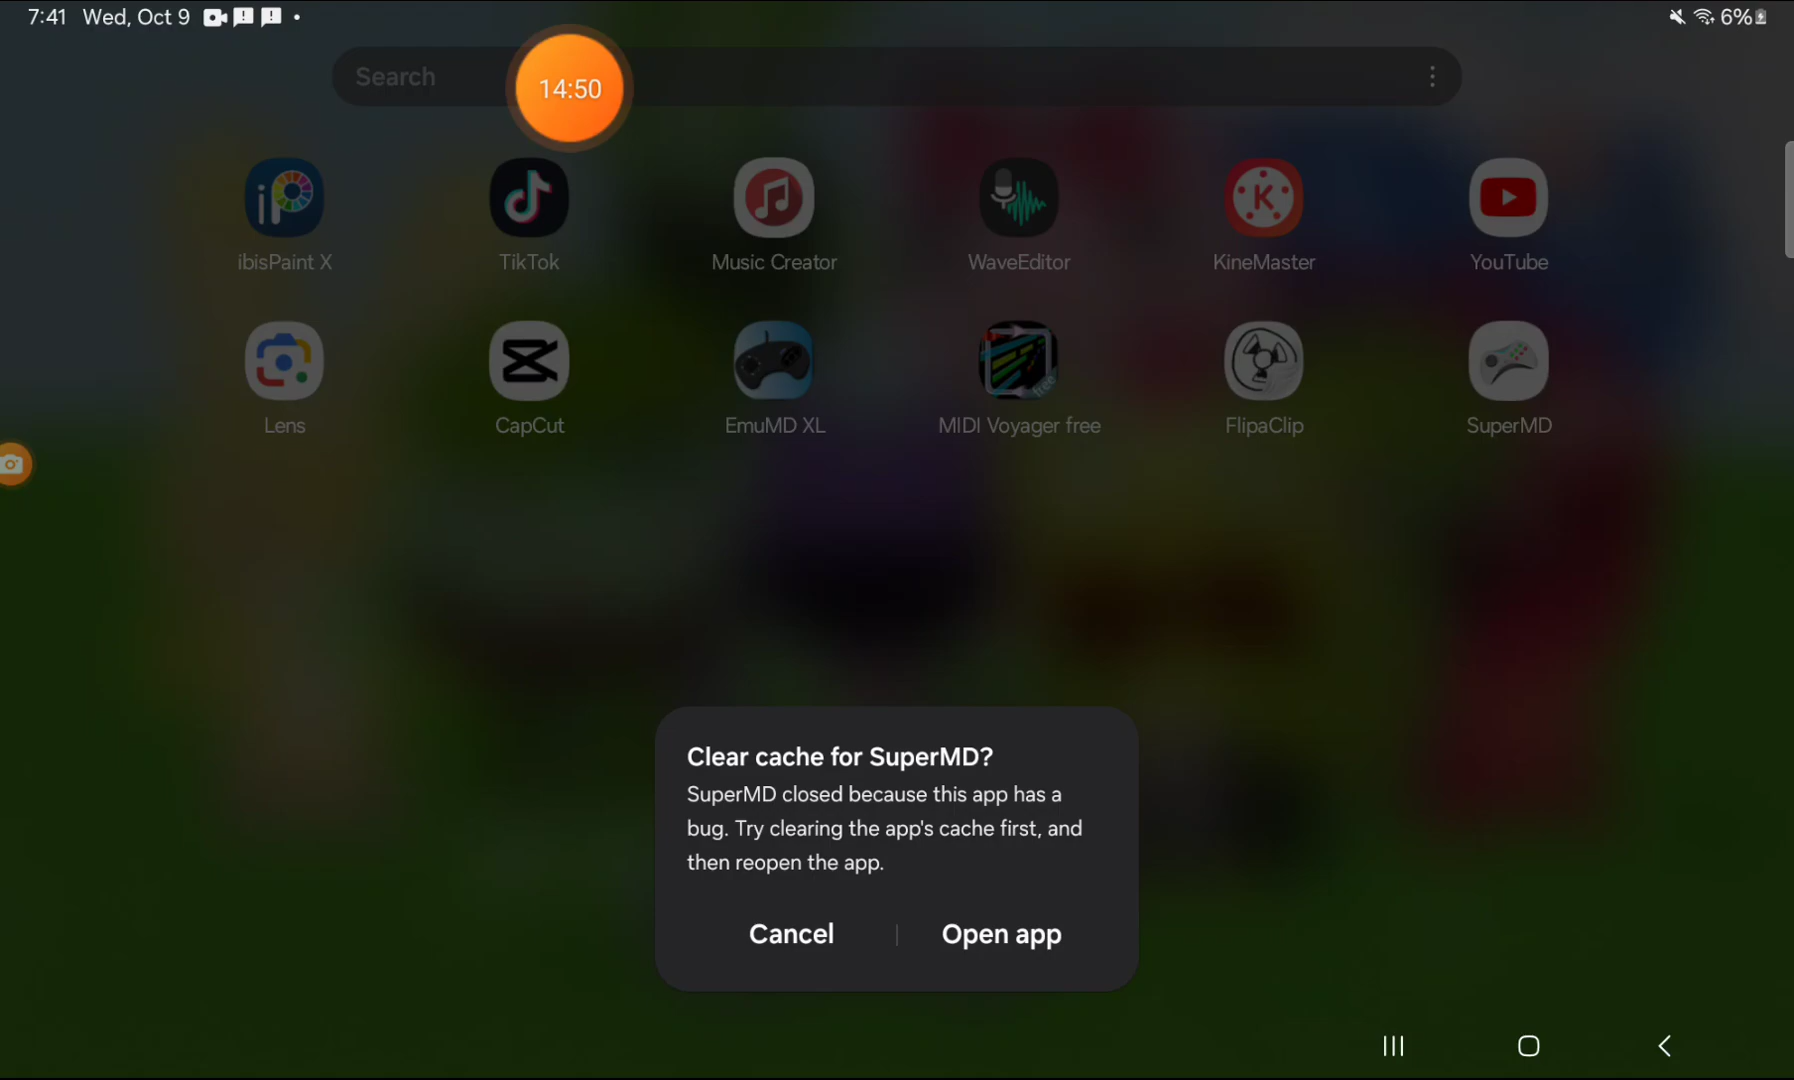 7:41 Wed, Oct 9
6%
Search
14:50
ibisPaint X TikTok Music Creator WaveEditor KineMaster YouTube
free
Lens CapCut EmuMD XL MIDI Voyager free FlipaClip SuperMD
Clear cache for SuperMD?
SuperMD closed because this app has a
bug. Try clearing the app's cache first, and
then reopen the app.
Cancel Open app